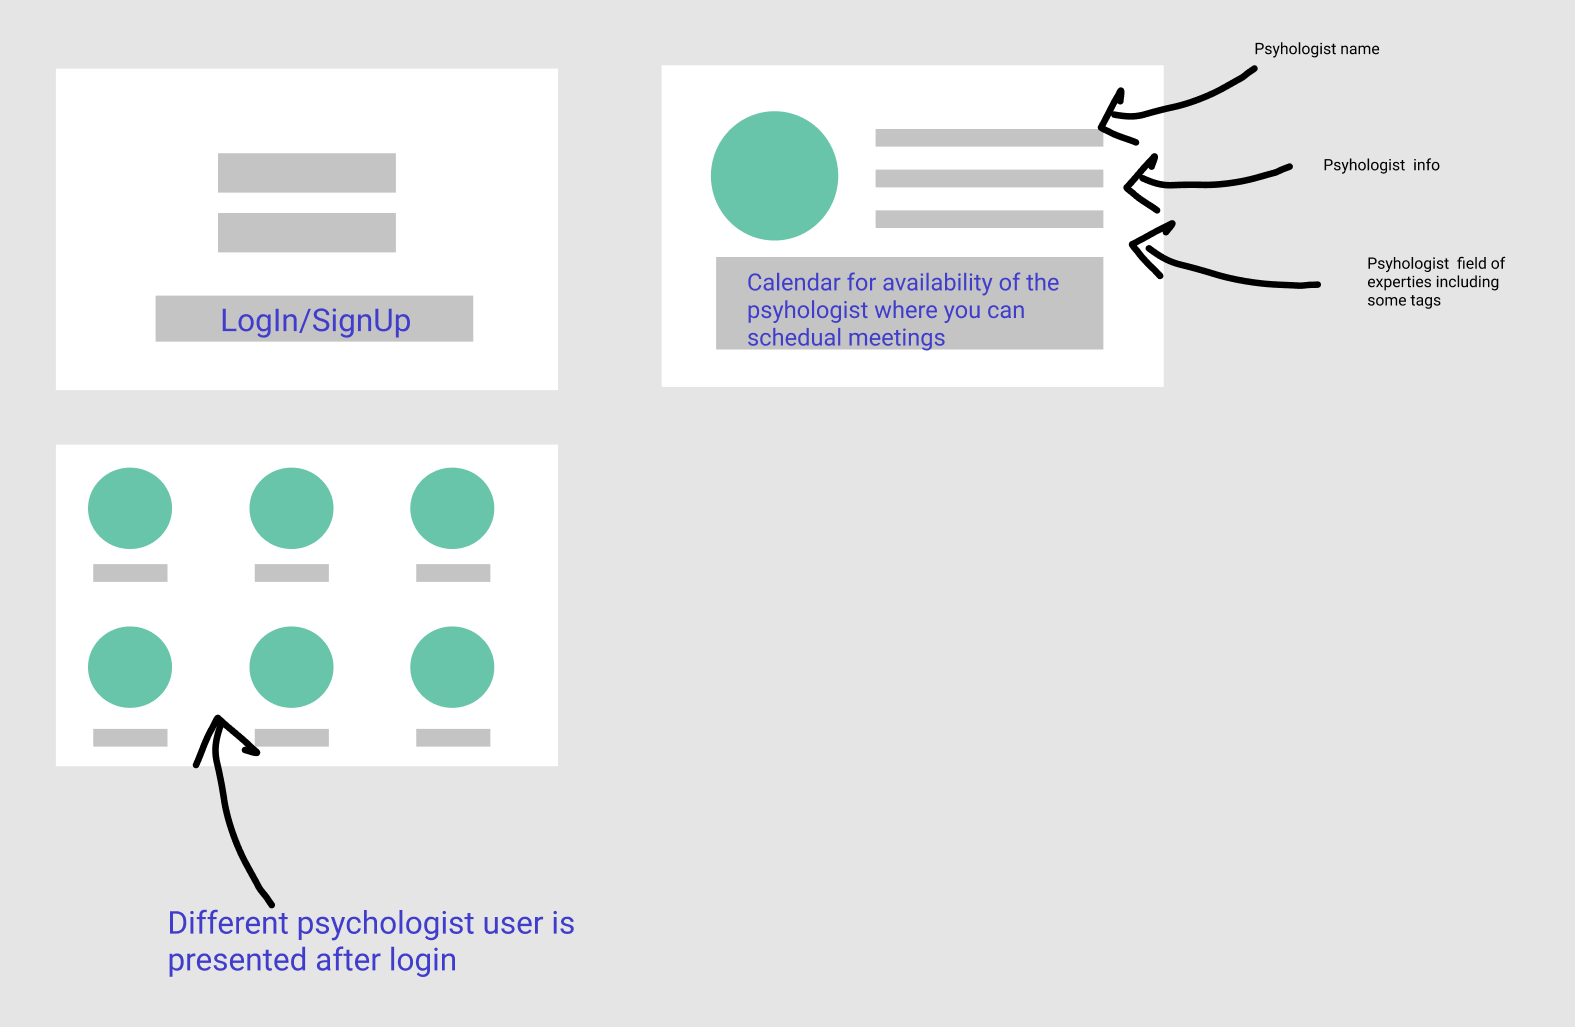 Psyhologist name
Psyhologist  info
Psyhologist  field of
experties including
some tags
LogIn/SignUp
Calendar for availability of the
psyhologist where you can
schedual meetings
Different psychologist user is
presented after login